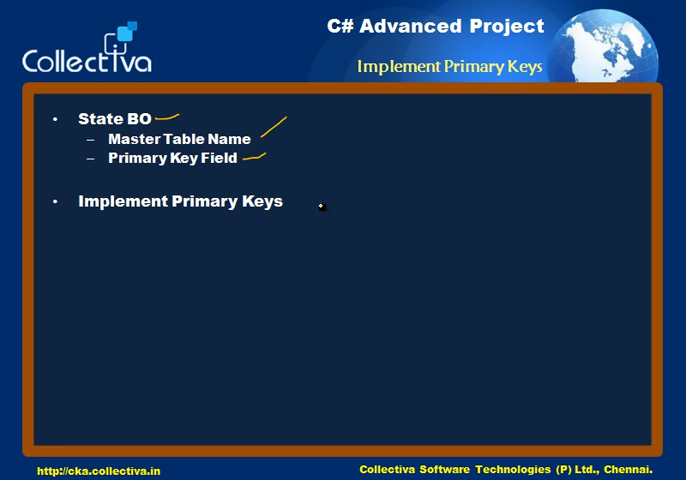 C# Advanced Project
Collectiva
Implement Primary Keys
• State BO
– Master Table Name
– Primary Key Field
• Implement Primary Keys
http://cka.collectiva.in
Collectiva Software Technologies (P) Ltd., Chennai.